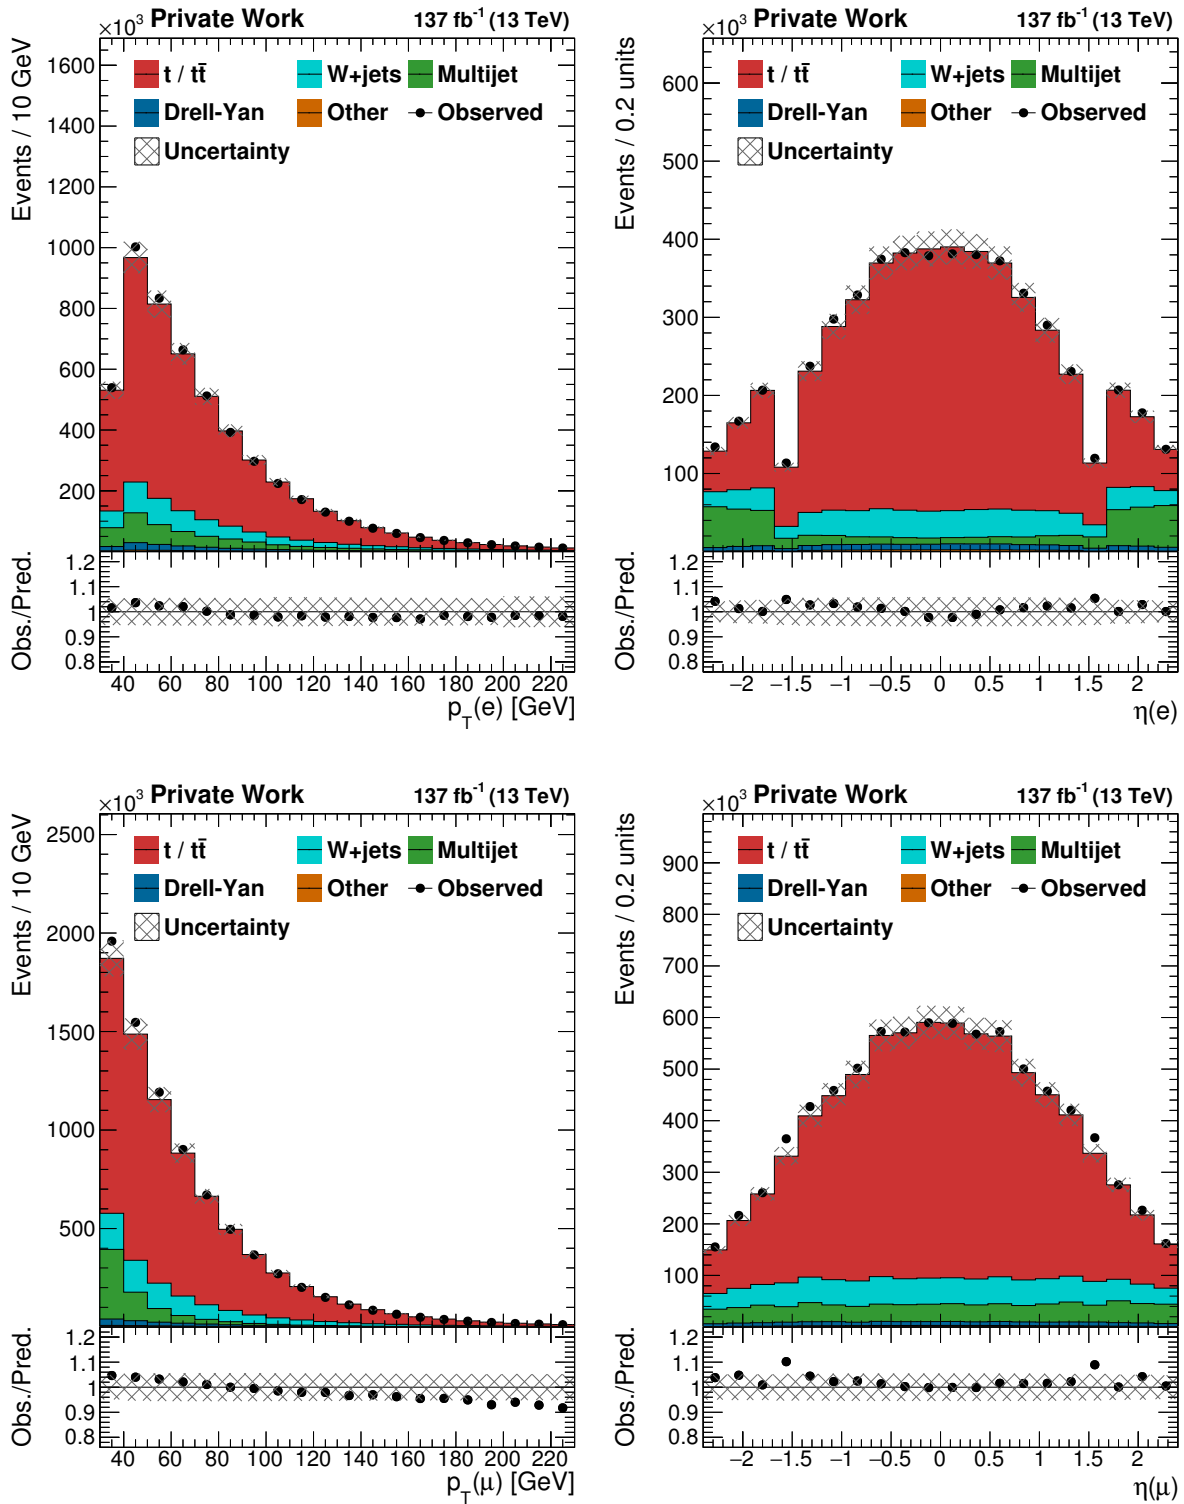 ×10³ Private Work 137 fb⁻¹ (13 TeV)
Events / 10 GeV
1600
1400
1200
1000
800
600
400
200
t / tt̄ W+jets Multijet
Drell-Yan Other Observed
Uncertainty
Obs./Pred.
1.2
1.1
1
0.9
0.8
40 60 80 100 120 140 160 180 200 220
p_T(e) [GeV]
×10³ Private Work 137 fb⁻¹ (13 TeV)
Events / 0.2 units
600
500
400
300
200
100
t / tt̄ W+jets Multijet
Drell-Yan Other Observed
Uncertainty
Obs./Pred.
1.2
1.1
1
0.9
0.8
−2 −1.5 −1 −0.5 0 0.5 1 1.5 2
η(e)
×10³ Private Work 137 fb⁻¹ (13 TeV)
Events / 10 GeV
2500
2000
1500
1000
500
t / tt̄ W+jets Multijet
Drell-Yan Other Observed
Uncertainty
Obs./Pred.
1.2
1.1
1
0.9
0.8
40 60 80 100 120 140 160 180 200 220
p_T(μ) [GeV]
×10³ Private Work 137 fb⁻¹ (13 TeV)
Events / 0.2 units
900
800
700
600
500
400
300
200
100
t / tt̄ W+jets Multijet
Drell-Yan Other Observed
Uncertainty
Obs./Pred.
1.2
1.1
1
0.9
0.8
−2 −1.5 −1 −0.5 0 0.5 1 1.5 2
η(μ)